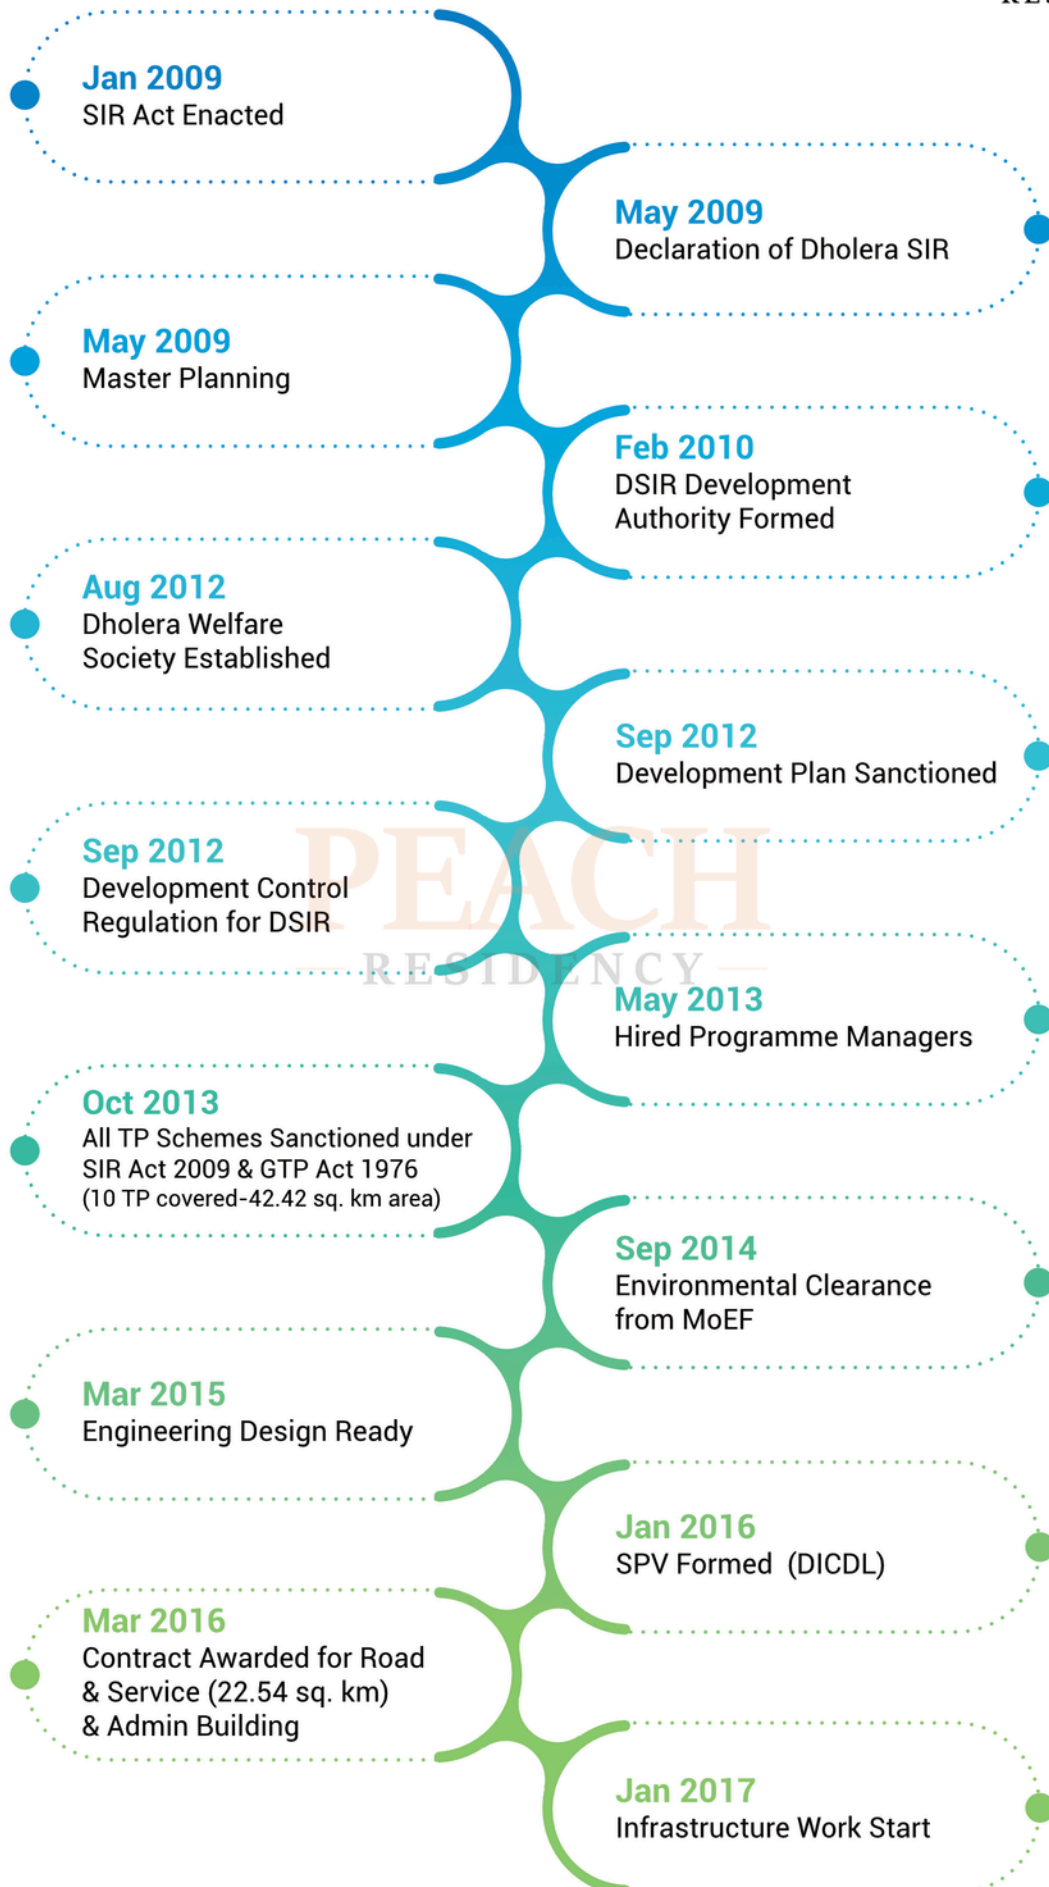 Jan 2009
SIR Act Enacted
May 2009
Declaration of Dholera SIR
May 2009
Master Planning
Feb 2010
DSIR Development
Authority Formed
Aug 2012
Dholera Welfare
Society Established
Sep 2012
Development Plan Sanctioned
Sep 2012
Development Control
Regulation for DSIR
PEACH
RESIDENCY
May 2013
Hired Programme Managers
Oct 2013
All TP Schemes Sanctioned under
SIR Act 2009 & GTP Act 1976
(10 TP covered-42.42 sq. km area)
Sep 2014
Environmental Clearance
from MoEF
Mar 2015
Engineering Design Ready
Jan 2016
SPV Formed (DICDL)
Mar 2016
Contract Awarded for Road
& Service (22.54 sq. km)
& Admin Building
Jan 2017
Infrastructure Work Start